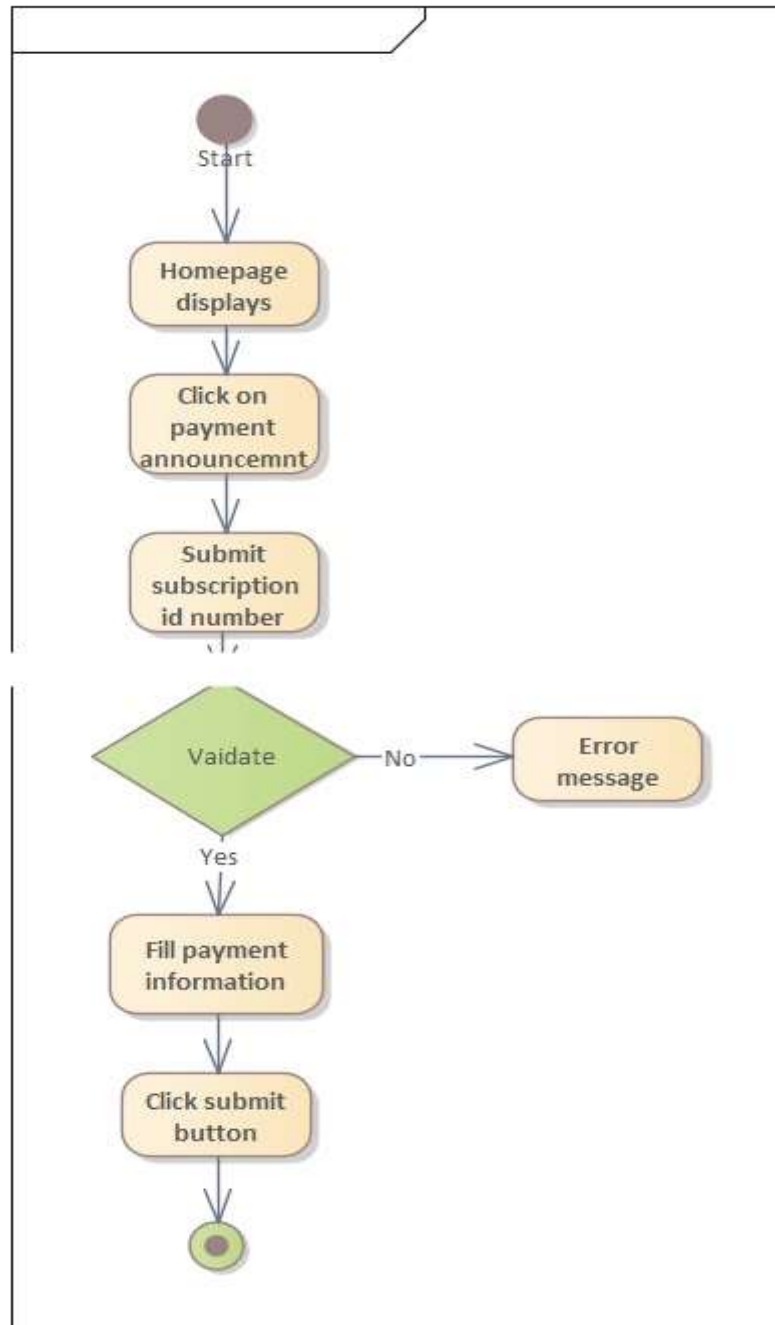 Start
Homepage
displays
Click on
payment
announcemnt
Submit
subscription
id number
Vaidate
No
Error
message
Yes
Fill payment
information
Click submit
button